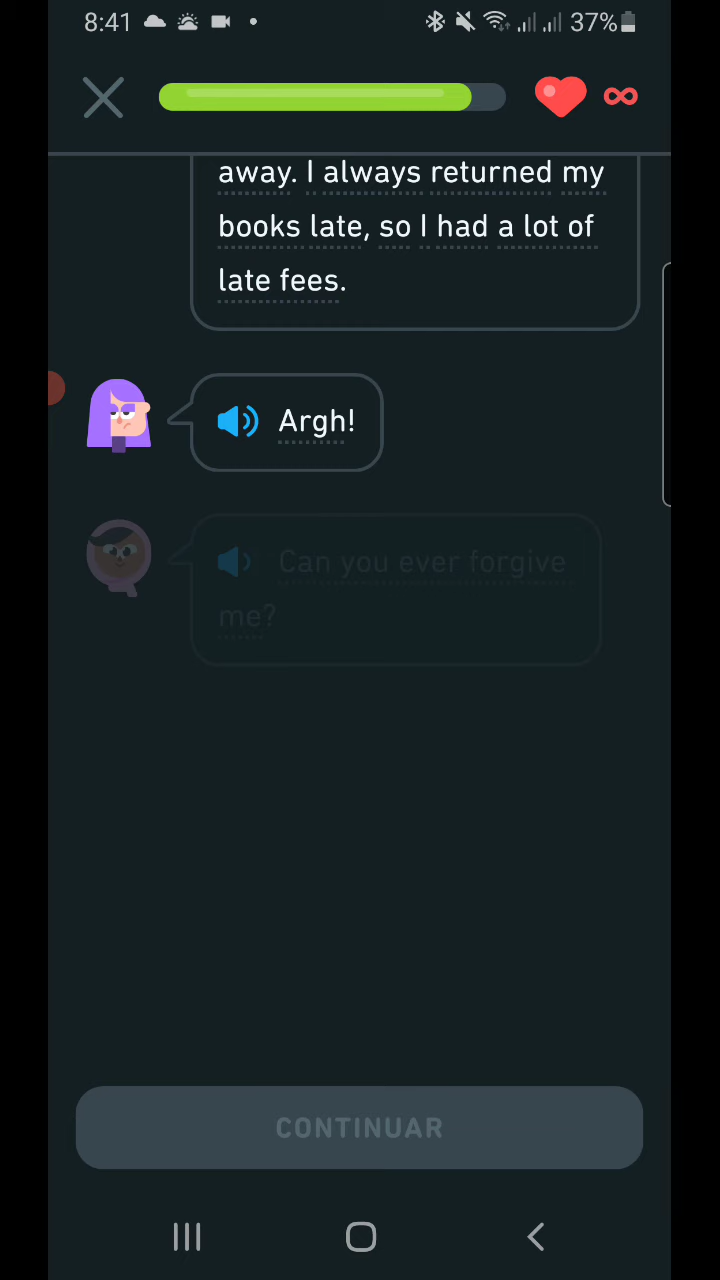 8:41
37%
away. I always returned my
books late, so I had a lot of
late fees.
Argh!
Can you ever forgive
me?
CONTINUAR